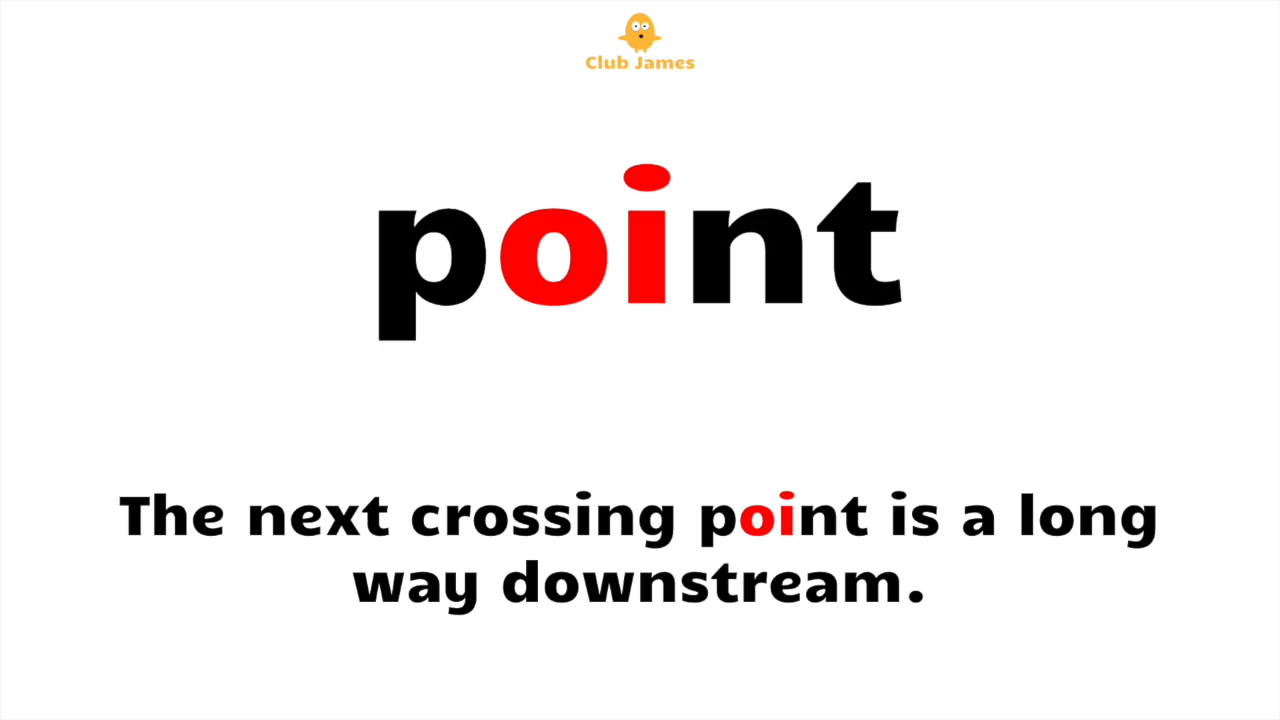 Club James
point
The next crossing point is a long
way downstream.